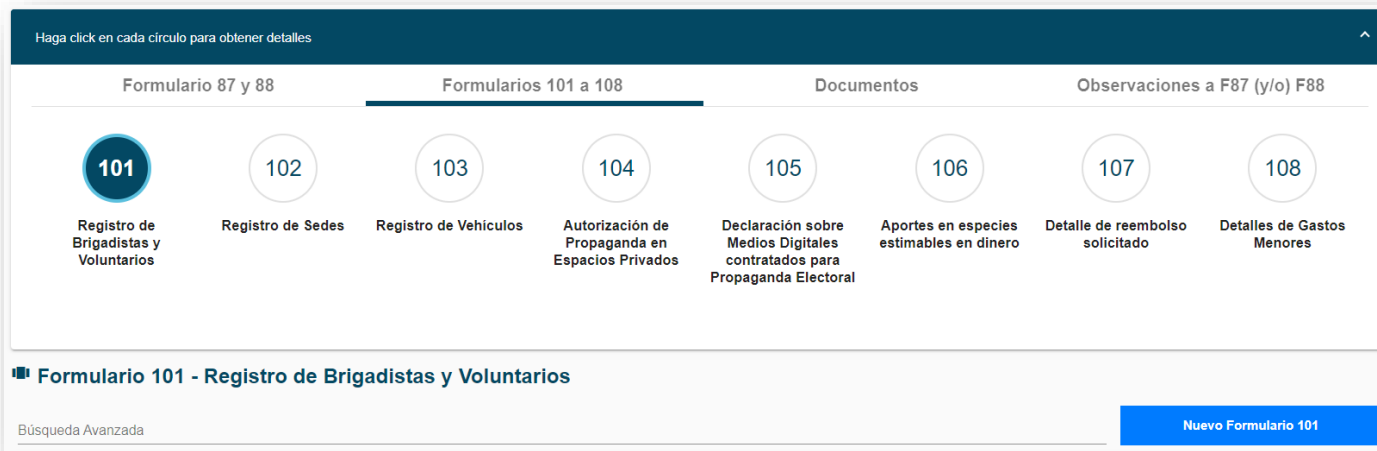 Haga click en cada círculo para obtener detalles
Formulario 87 y 88
Formularios 101 a 108
Documentos
Observaciones a F87 (y/o) F88
101
Registro de
Brigadistas y
Voluntarios
102
Registro de Sedes
103
Registro de Vehículos
104
Autorización de
Propaganda en
Espacios Privados
105
Declaración sobre
Medios Digitales
contratados para
Propaganda Electoral
106
Aportes en especies
estimables en dinero
107
Detalle de reembolso
solicitado
108
Detalles de Gastos
Menores
Formulario 101 - Registro de Brigadistas y Voluntarios
Búsqueda Avanzada
Nuevo Formulario 101